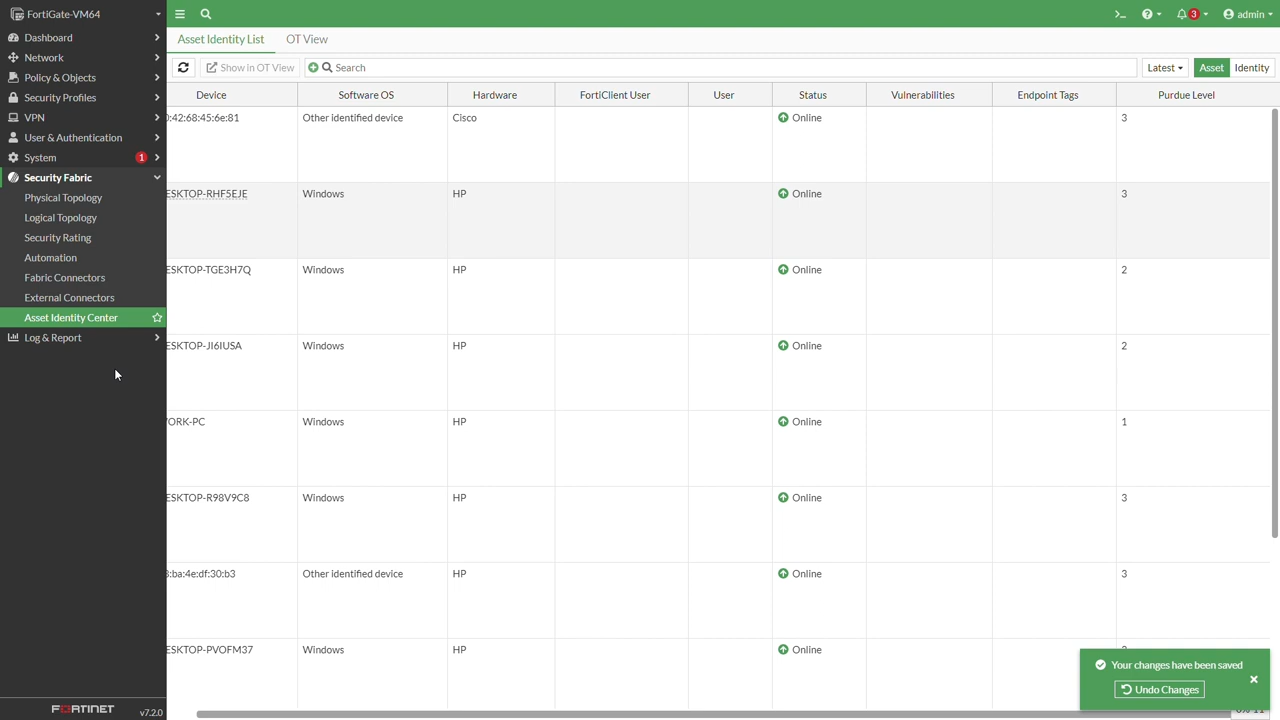 FortiGate-VM64
admin
3
Dashboard
Network
Policy & Objects
Security Profiles
VPN
User & Authentication
System 1
Security Fabric
Physical Topology
Logical Topology
Security Rating
Automation
Fabric Connectors
External Connectors
Asset Identity Center
Log & Report
FORTINET v7.2.0
Asset Identity List OT View
Show in OT View Search Latest Asset Identity
Device Software OS Hardware FortiClient User User Status Vulnerabilities Endpoint Tags Purdue Level
:42:68:45:6e:81 Other identified device Cisco Online 3
ESKTOP-RHF5EJE Windows HP Online 3
ESKTOP-TGE3H7Q Windows HP Online 2
ESKTOP-JI6IUSA Windows HP Online 2
ORK-PC Windows HP Online 1
ESKTOP-R98V9C8 Windows HP Online 3
:ba:4e:df:30:b3 Other identified device HP Online 3
ESKTOP-PVOFM37 Windows HP Online
Your changes have been saved
Undo Changes